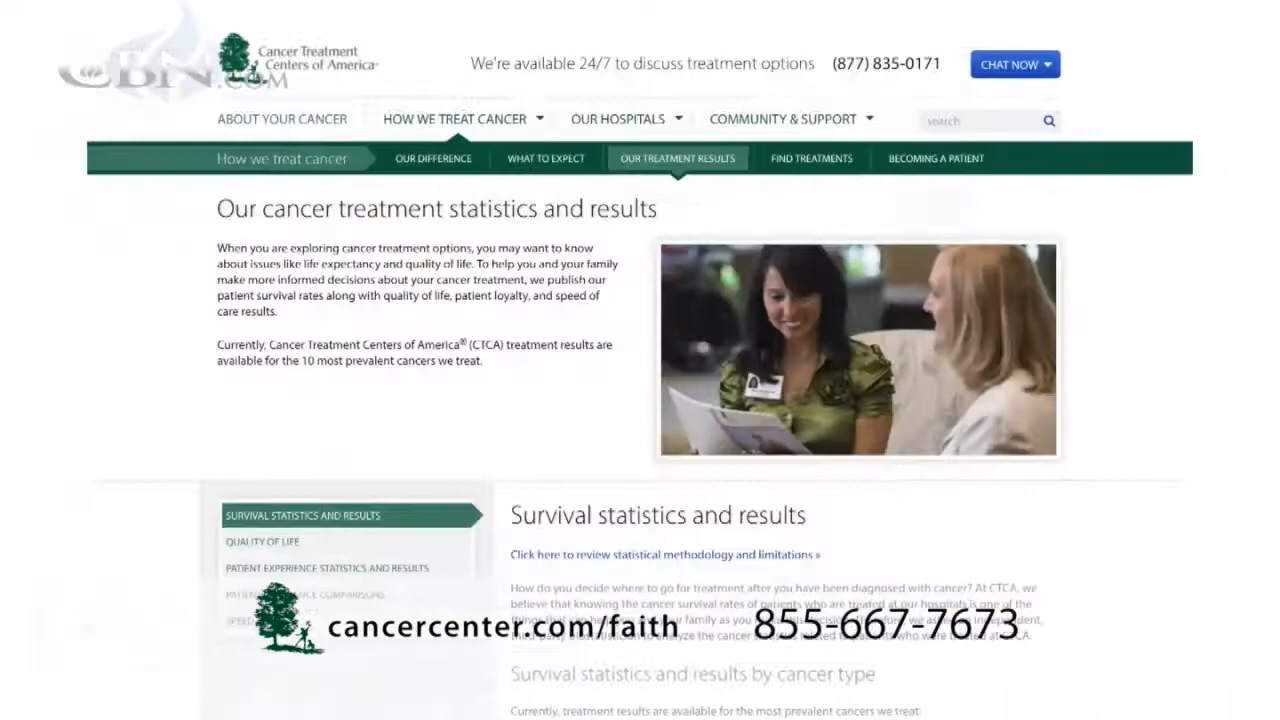 CBN.COM
Cancer Treatment
Centers of America
We're available 24/7 to discuss treatment options (877) 835-0171 CHAT NOW
ABOUT YOUR CANCER HOW WE TREAT CANCER OUR HOSPITALS COMMUNITY & SUPPORT search
How we treat cancer OUR DIFFERENCE WHAT TO EXPECT OUR TREATMENT RESULTS FIND TREATMENTS BECOMING A PATIENT
Our cancer treatment statistics and results
When you are exploring cancer treatment options, you may want to know
about issues like life expectancy and quality of life. To help you and your family
make more informed decisions about your cancer treatment, we publish our
patient survival rates along with quality of life, patient loyalty, and speed of
care results.
Currently, Cancer Treatment Centers of America® (CTCA) treatment results are
available for the 10 most prevalent cancers we treat.
SURVIVAL STATISTICS AND RESULTS
QUALITY OF LIFE
PATIENT EXPERIENCE STATISTICS AND RESULTS
COMPARISONS
Survival statistics and results
Click here to review statistical methodology and limitations »
How do you decide where to go for treatment after you have been diagnosed with cancer? At CTCA, we
believe that knowing the cancer survival rates of patients who are treated at our hospitals is one of the
cancercenter.com/faith 855-667-7673
Survival statistics and results by cancer type
Currently, treatment results are available for the most prevalent cancers we treat